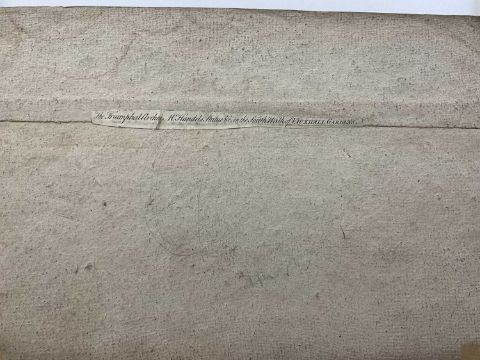 The Triumphal Arches, Mr. Handel's Statue &c. in the South Walk of VAUXHALL GARDENS.